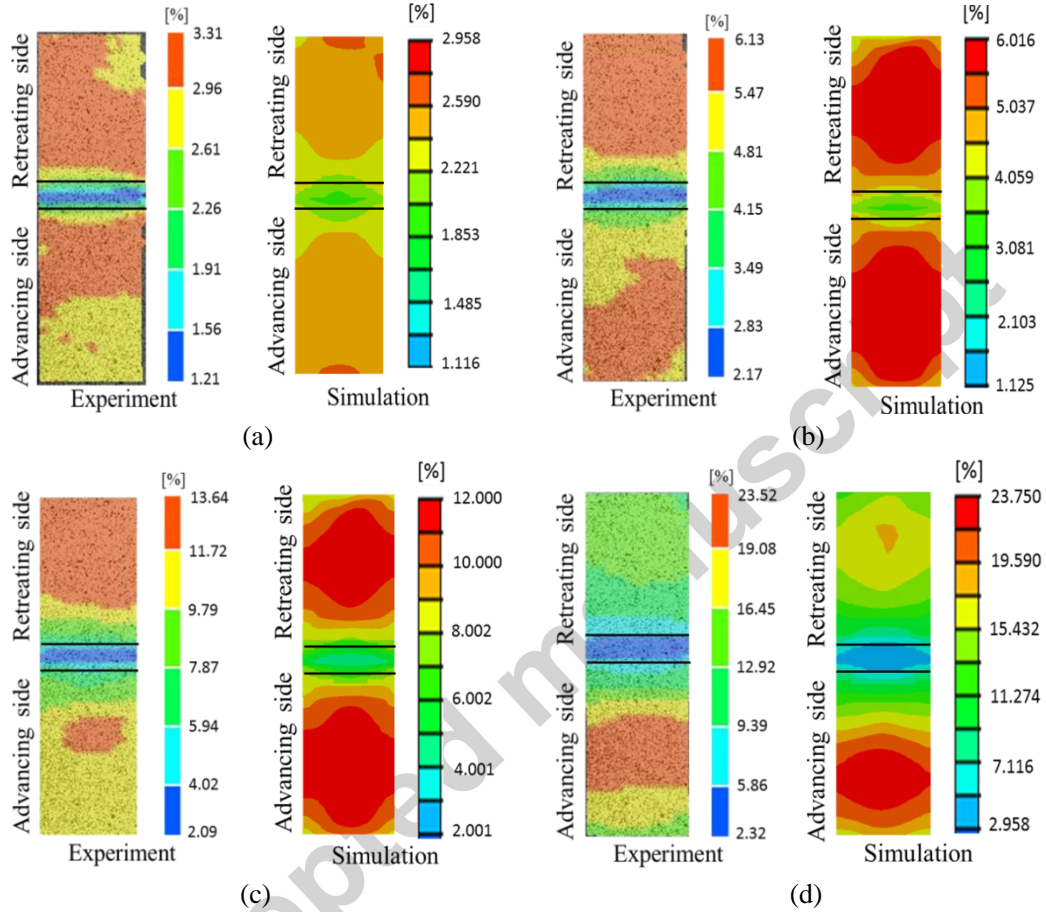 [%]
3.31
2.96
2.61
2.26
1.91
1.56
1.21
Retreating side
Advancing side
Experiment
[%]
2.958
2.590
2.221
1.853
1.485
1.116
Simulation
(a)
[%]
6.13
5.47
4.81
4.15
3.49
2.83
2.17
Retreating side
Advancing side
Experiment
[%]
6.016
5.037
4.059
3.081
2.103
1.125
Retreating side
Advancing side
Simulation
(b)
[%]
13.64
11.72
9.79
7.87
5.94
4.02
2.09
Retreating side
Advancing side
Experiment
[%]
12.000
10.000
8.002
6.002
4.001
2.001
Retreating side
Advancing side
Simulation
(c)
[%]
23.52
19.08
16.45
12.92
9.39
5.86
2.32
Retreating side
Advancing side
Experiment
[%]
23.750
19.590
15.432
11.274
7.116
2.958
Retreating side
Advancing side
Simulation
(d)
Retreating side
Advancing side
pted manuscript